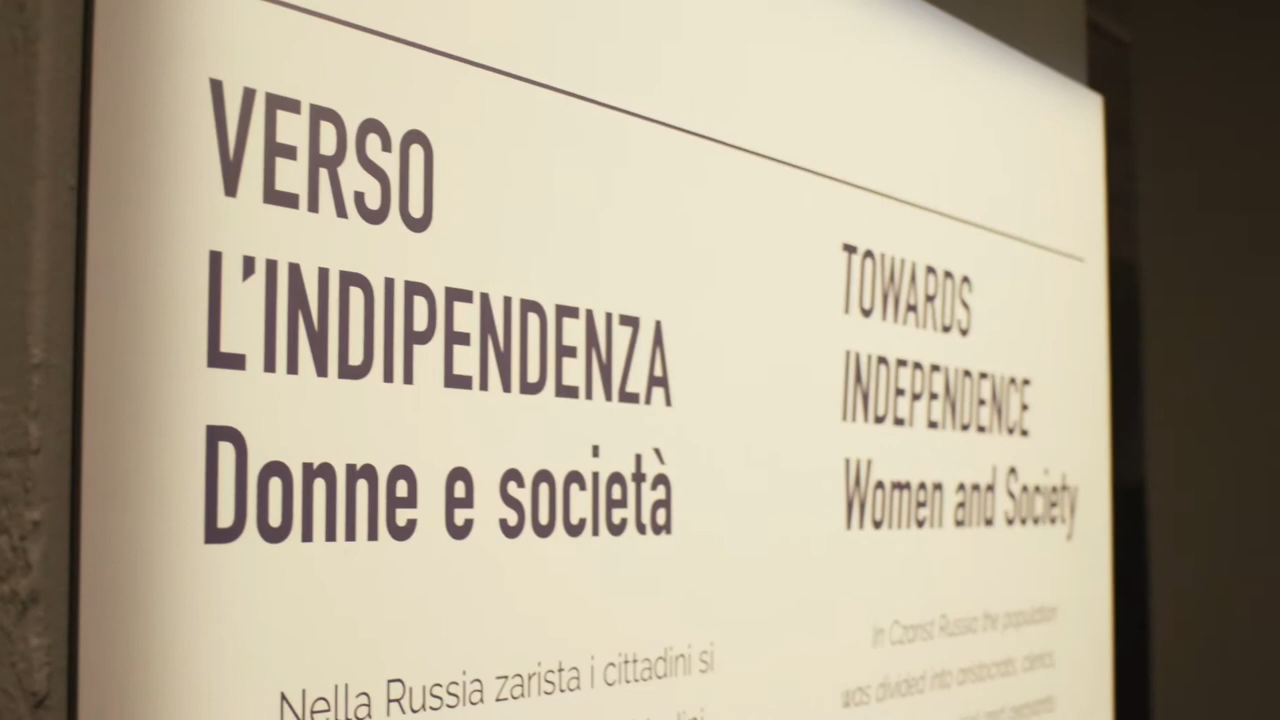 VERSO
L'INDIPENDENZA
Donne e società
Nella Russia zarista i cittadini si
TOWARDS
INDEPENDENCE
Women and Society
In Czarist Russia the population
was divided into aristocrats, clerics